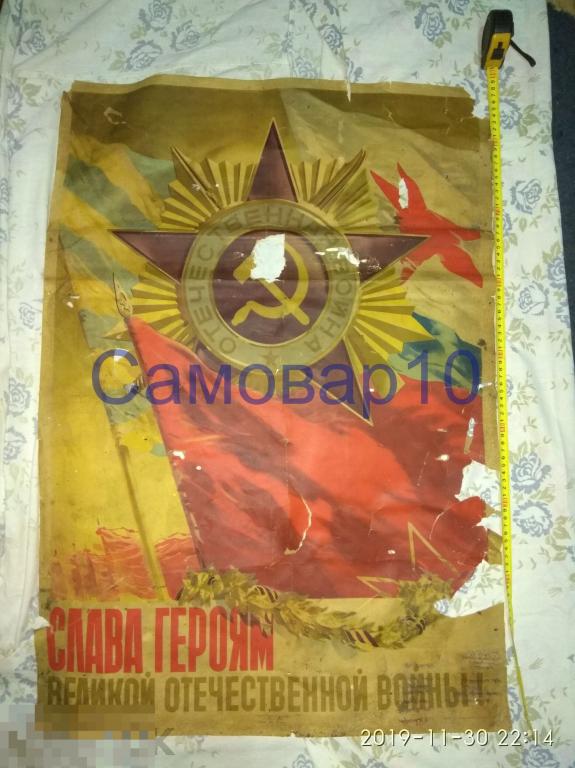 ОТЕЧЕСТВЕННАЯ ВОЙНА
Самовар10
СЛАВА ГЕРОЯМ
ВЕЛИКОЙ ОТЕЧЕСТВЕННОЙ ВОЙНЫ!
2019-11-30 22:14